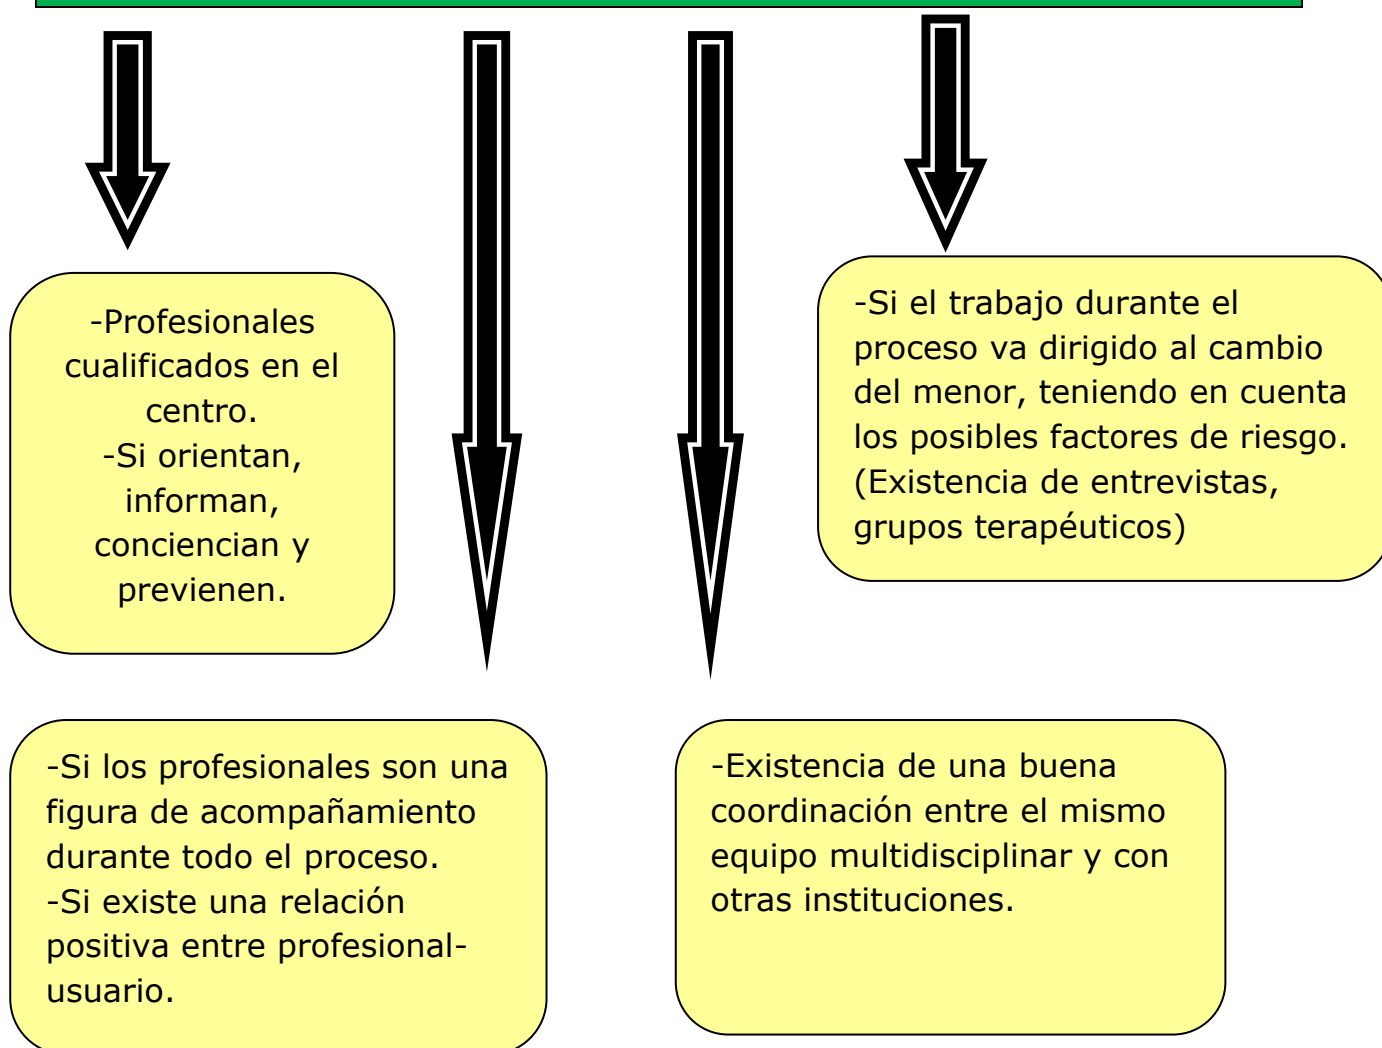 -Profesionales
cualificados en el
centro.
-Si orientan,
informan,
conciencian y
previenen.
-Si el trabajo durante el
proceso va dirigido al cambio
del menor, teniendo en cuenta
los posibles factores de riesgo.
(Existencia de entrevistas,
grupos terapéuticos)
-Si los profesionales son una
figura de acompañamiento
durante todo el proceso.
-Si existe una relación
positiva entre profesional-
usuario.
-Existencia de una buena
coordinación entre el mismo
equipo multidisciplinar y con
otras instituciones.